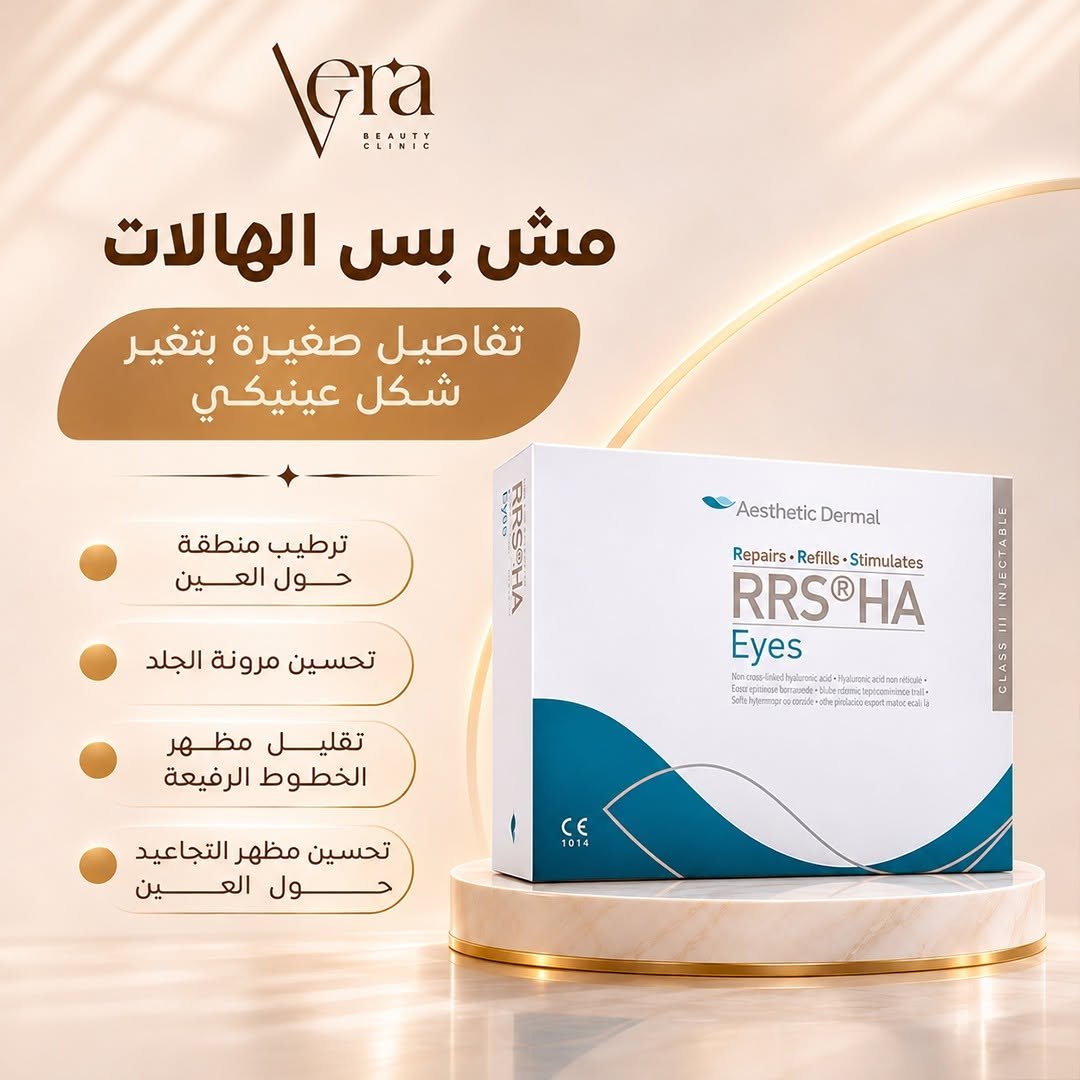 Vera
BEAUTY
CLINIC
مش بس الهالات
تفاصيل صغيرة بتغير
شكل عينيكي
ترطيب منطقة
حول العين
تحسين مرونة الجلد
تقليل مظهر
الخطوط الرفيعة
تحسين مظهر التجاعيد
حول العين
Aesthetic Dermal
Repairs • Refills • Stimulates
RRS® HA
Eyes
Non cross-linked hyaluronic acid • Hyaluronic acid non réticulé •
CLASS III INJECTABLE
CE
1014
RRS® HA
Eyes